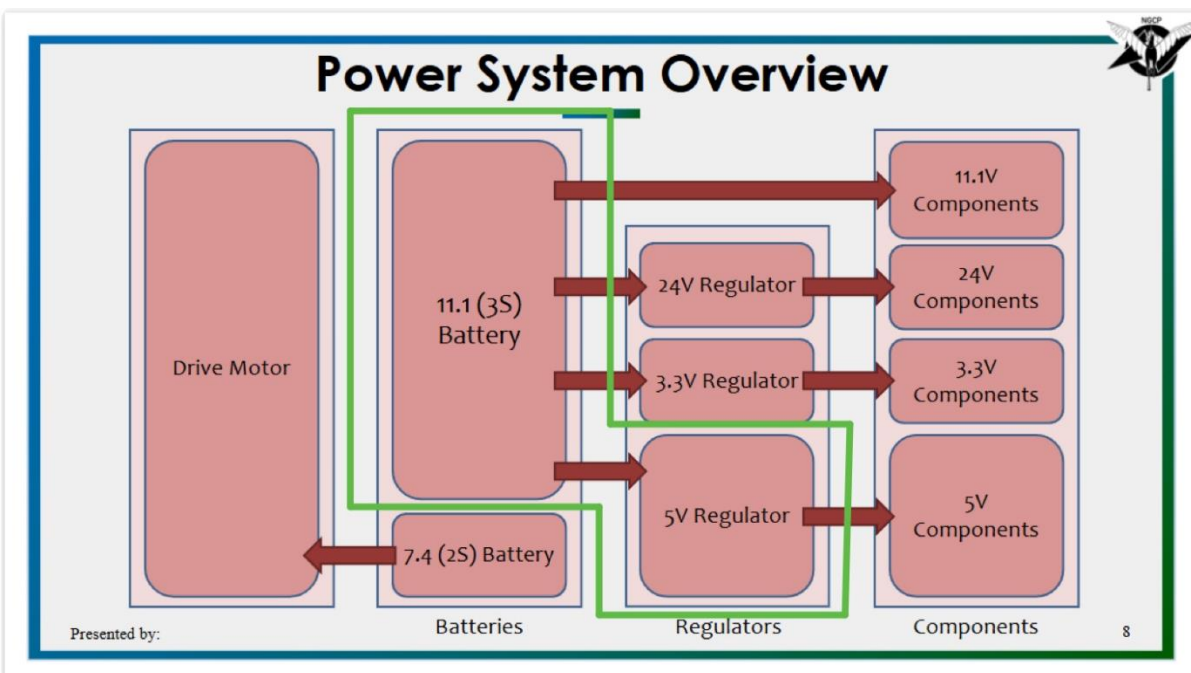 NGCP
Power System Overview
Drive Motor
11.1 (3S)
Battery
7.4 (2S) Battery
24V Regulator
3.3V Regulator
5V Regulator
11.1V
Components
24V
Components
3.3V
Components
5V
Components
Batteries
Regulators
Components
Presented by:
8